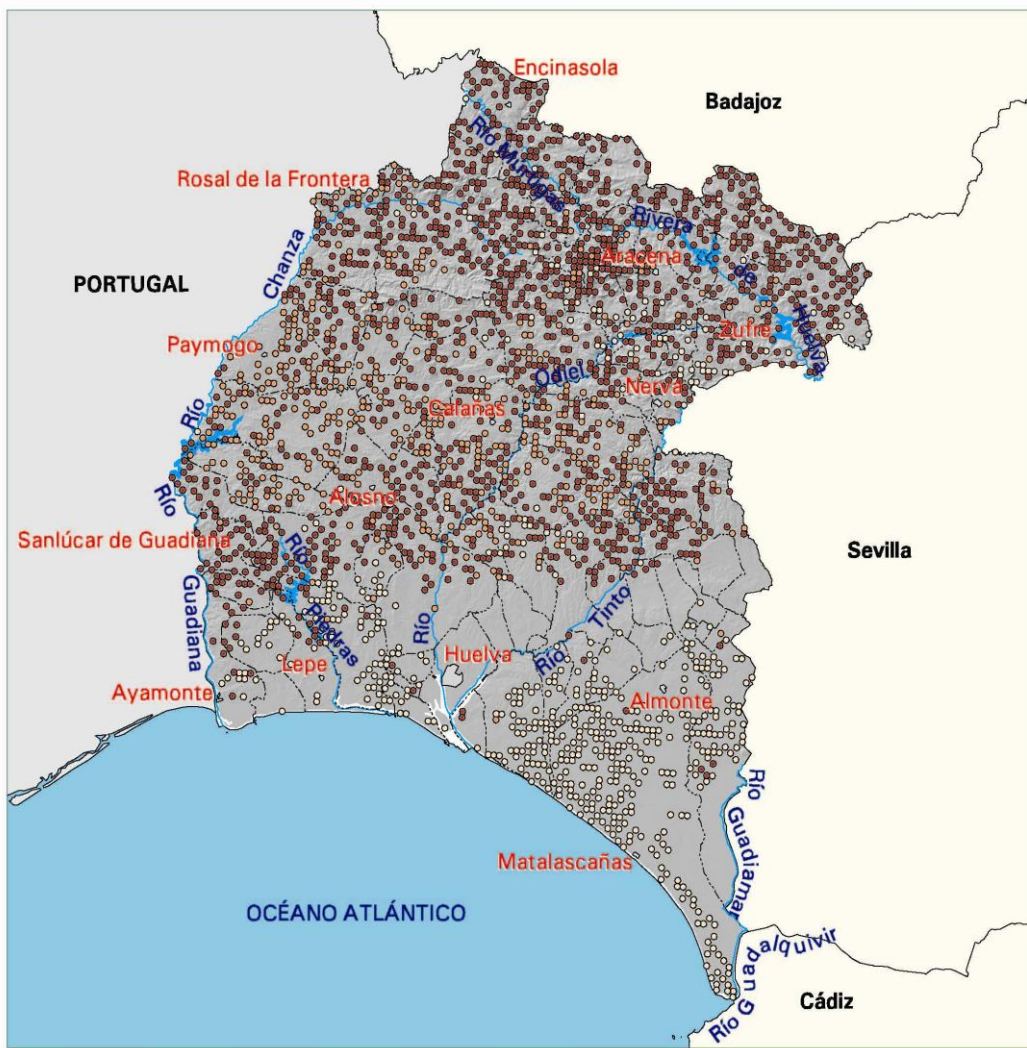 Encinasola
Badajoz
Río Murtigas
Rosal de la Frontera
Rivera
de
Huelva
Aracena
Chanza
PORTUGAL
Zufre
Paymogo
Odiel
Nerva
Calañas
Río
Río
Alosno
Sanlúcar de Guadiana
Río
Sevilla
Guadiana
Piedras
Río
Tinto
Río
Huelva
Lepe
Ayamonte
Almonte
Río
Guadiamar
Matalascañas
OCÉANO ATLÁNTICO
Río Guadalquivir
Cádiz